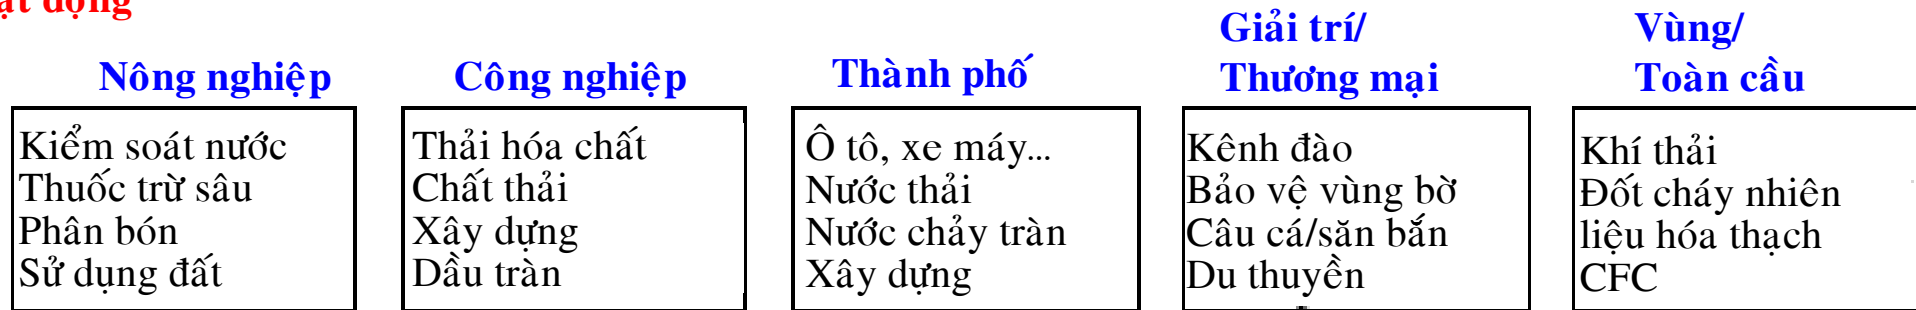 động
Nông nghiệp
Kiểm soát nước
Thuốc trừ sâu
Phân bón
Sử dụng đất
Công nghiệp
Thải hóa chất
Chất thải
Xây dựng
Dầu tràn
Thành phố
Ô tô, xe máy...
Nước thải
Nước chảy tràn
Xây dựng
Giải trí/
Thương mại
Kênh đào
Bảo vệ vùng bờ
Câu cá/săn bắn
Du thuyền
Vùng/
Toàn cầu
Khí thải
Đốt cháy nhiên
liệu hóa thạch
CFC